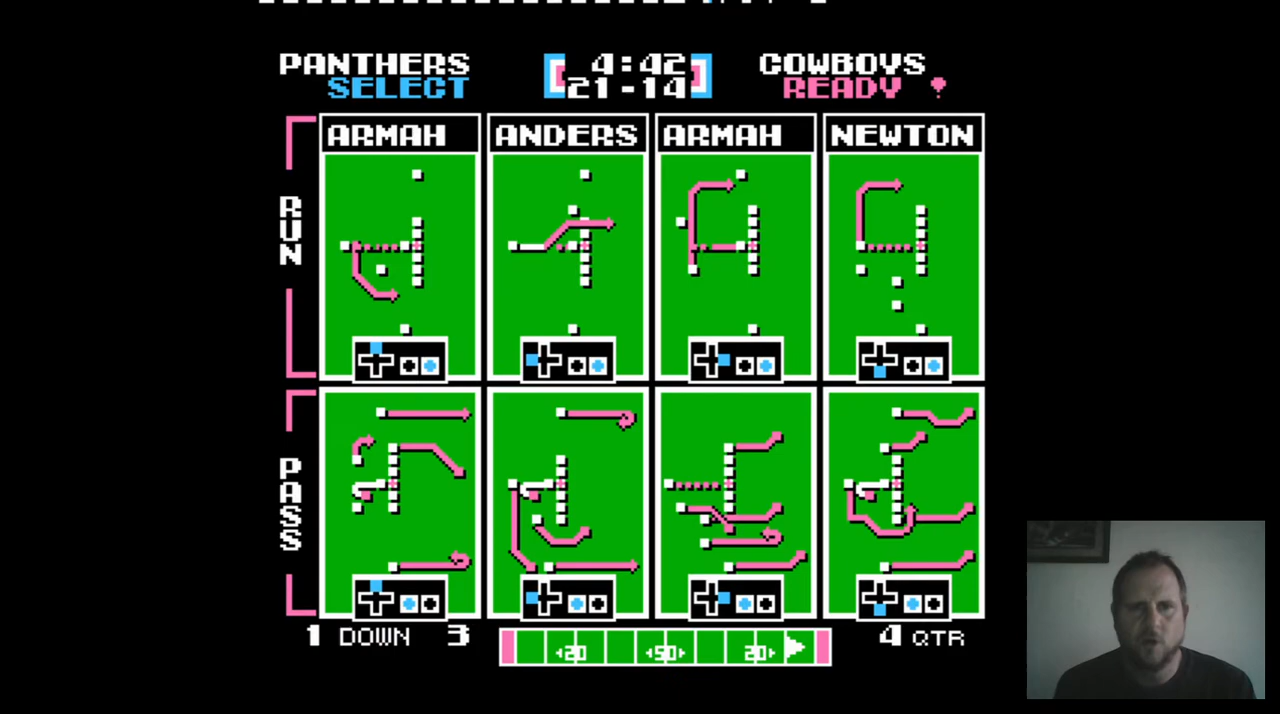 PANTHERS 4:42 COWBOYS
SELECT 21-14 READY !
ARMAH ANDERS ARMAH NEWTON
RUN
PASS
1 DOWN 3 20 50 20 4 QTR